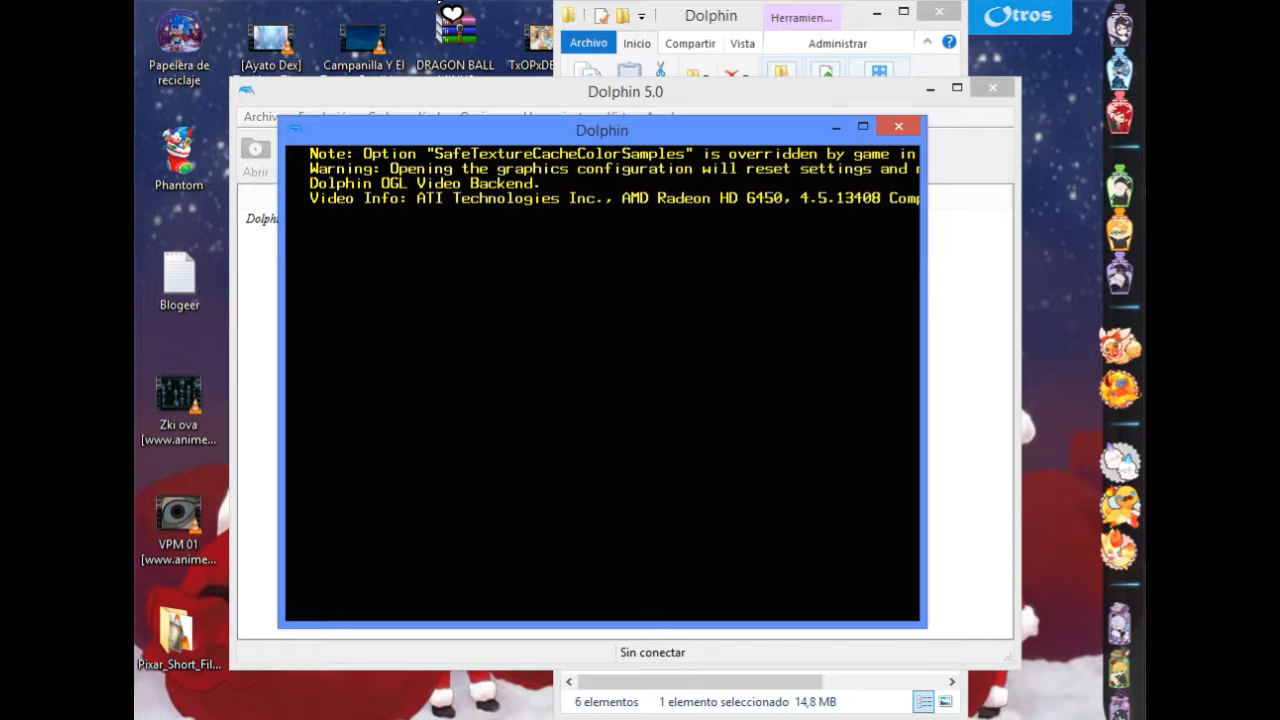 Papelera de
reciclaje
[Ayato Dex]
Campanilla Y El
DRAGON BALL
TxOPxDE
Phantom
Blogeer
Zki ova
[www.anime...
VPM 01
[www.anime...
Pixar_Short_Fil...
Dolphin
Herramien...
Archivo
Inicio
Compartir
Vista
Administrar
Otros
Dolphin 5.0
Archiv
Abrir
Dolphi
Dolphin
Note: Option "SafeTextureCacheColorSamples" is overridden by game in
Warning: Opening the graphics configuration will reset settings and
Dolphin OGL Video Backend.
Video Info: ATI Technologies Inc., AMD Radeon HD 6450, 4.5.13408 Comp
Sin conectar
6 elementos
1 elemento seleccionado 14,8 MB